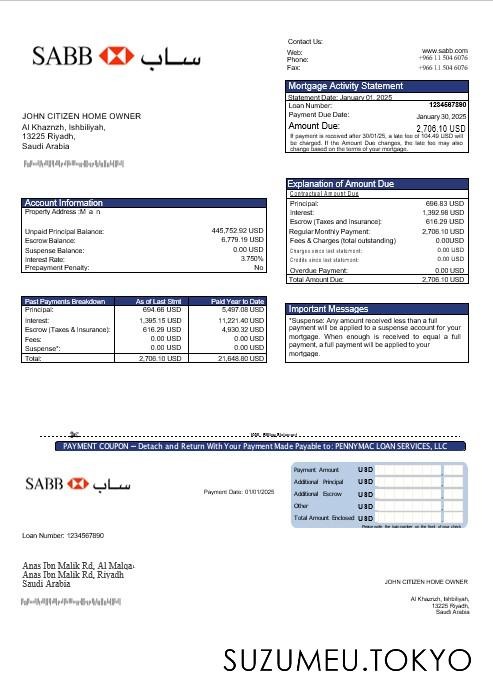 SABB ساب
Contact Us:
Web: www.sabb.com
Phone: +966 11 504 6076
Fax: +966 11 504 6076
Mortgage Activity Statement
Statement Date: January 01, 2025
Loan Number: 1234567890
Payment Due Date: January 30, 2025
Amount Due: 2,706.10 USD
If payment is received after 30/01/25, a late fee of 104.49 USD will
be charged. If the Amount Due changes, the late fee may also
change based on the terms of your mortgage.
JOHN CITIZEN HOME OWNER
Al Khaznzh, Ishbiliyah,
13225 Riyadh,
Saudi Arabia
Account Information
Property Address :M a n
Unpaid Principal Balance: 445,752.92 USD
Escrow Balance: 6,779.19 USD
Suspense Balance: 0.00 USD
Interest Rate: 3.750%
Prepayment Penalty: No
Explanation of Amount Due
Contractual Amount Due
Principal: 696.83 USD
Interest: 1,392.98 USD
Escrow (Taxes and Insurance): 616.29 USD
Regular Monthly Payment: 2,706.10 USD
Fees & Charges (total outstanding) 0.00USD
Charges since last statement: 0.00 USD
Credits since last statement: 0.00 USD
Overdue Payment: 0.00 USD
Total Amount Due: 2,706.10 USD
Past Payments Breakdown As of Last Stmt Paid Year to Date
Principal: 694.66 USD 5,497.08 USD
Interest: 1,395.15 USD 11,221.40 USD
Escrow (Taxes & Insurance): 616.29 USD 4,930.32 USD
Fees: 0.00 USD 0.00 USD
Suspense*: 0.00 USD 0.00 USD
Total: 2,706.10 USD 21,648.80 USD
Important Messages
*Suspense: Any amount received less than a full
payment will be applied to a suspense account for your
mortgage. When enough is received to equal a full
payment, a full payment will be applied to your
mortgage.
PAYMENT COUPON — Detach and Return With Your Payment Made Payable to: PENNYMAC LOAN SERVICES, LLC
SABB ساب
Payment Date: 01/01/2025
Payment Amount USD
Additional Principal USD
Additional Escrow USD
Other USD
Total Amount Enclosed USD
Loan Number: 1234567890
Anas Ibn Malik Rd, Al Malqa،
Anas Ibn Malik Rd, Riyadh
Saudi Arabia
JOHN CITIZEN HOME OWNER
Al Khaznzh, Ishbiliyah,
13225 Riyadh,
Saudi Arabia
SUZUMEU.TOKYO